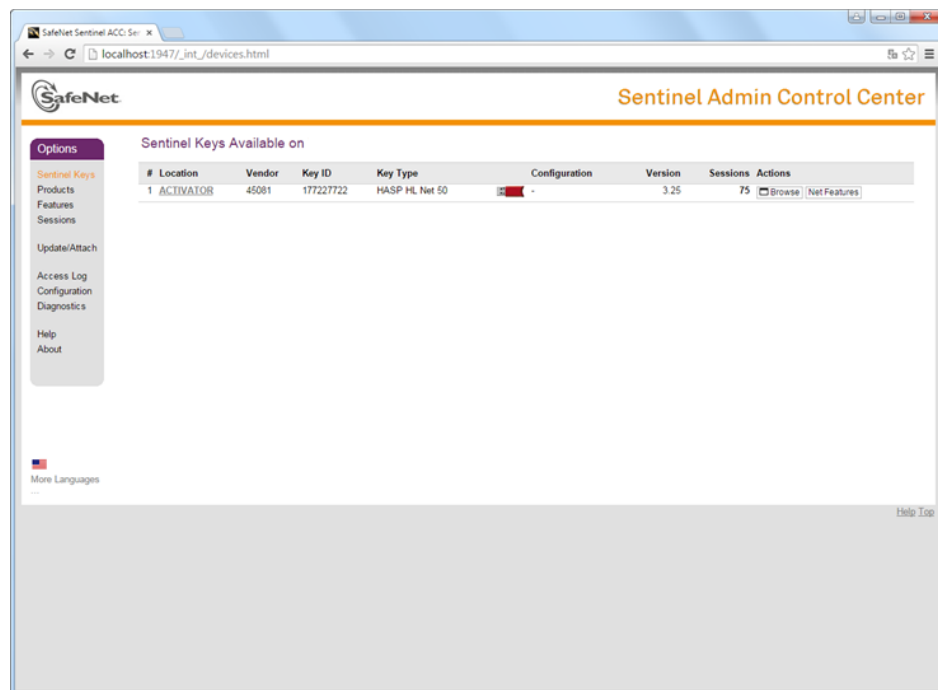 SafeNet Sentinel ACC: Ser
localhost:1947/_int_/devices.html
SafeNet.
Sentinel Admin Control Center
Options
Sentinel Keys
Products
Features
Sessions
Update/Attach
Access Log
Configuration
Diagnostics
Help
About
More Languages
...
Sentinel Keys Available on
# Location Vendor Key ID Key Type Configuration Version Sessions Actions
1 ACTIVATOR 45081 177227722 HASP HL Net 50 - 3.25 75 Browse Net Features
Help Top